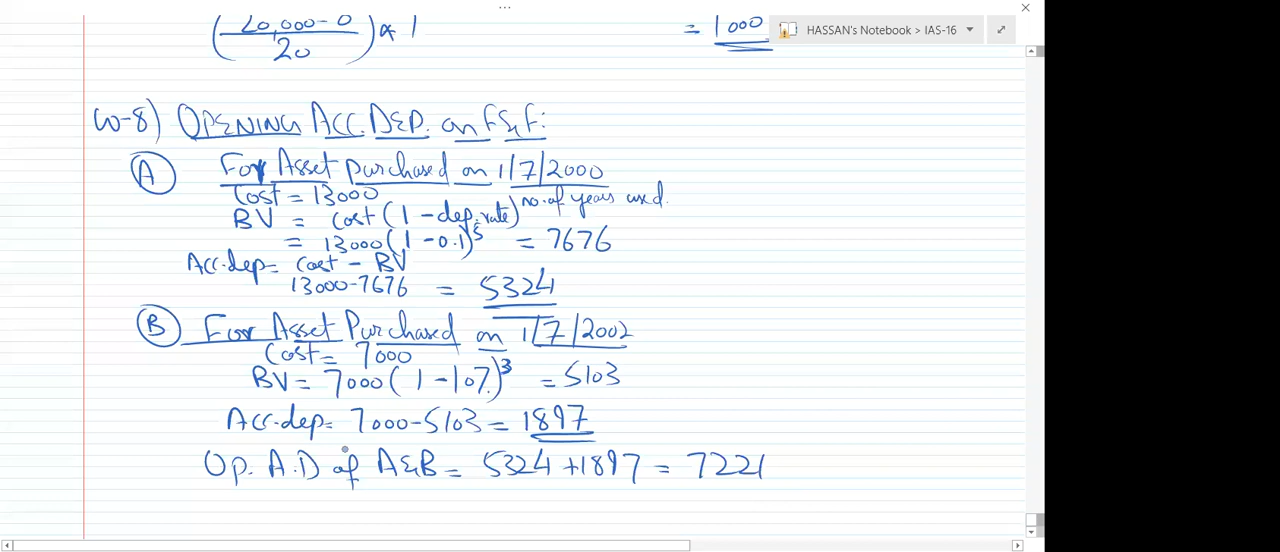 (20,000-0 / 20) × 1 = 1000
HASSAN's Notebook > IAS-16
W-8) OPENING ACC. DEP. on F&F:
A For Asset purchased on 1/7/2000
Cost = 13000
BV = cost (1 - dep. rate)^no. of years used.
= 13000 (1 - 0.1)^5 = 7676
Acc. dep = cost - BV
13000 - 7676 = 5324
B For Asset Purchased on 1/7/2002
Cost = 7000
BV = 7000 (1 - 10%)^3 = 5103
Acc. dep = 7000 - 5103 = 1897
Op. A.D of A&B = 5324 + 1897 = 7221